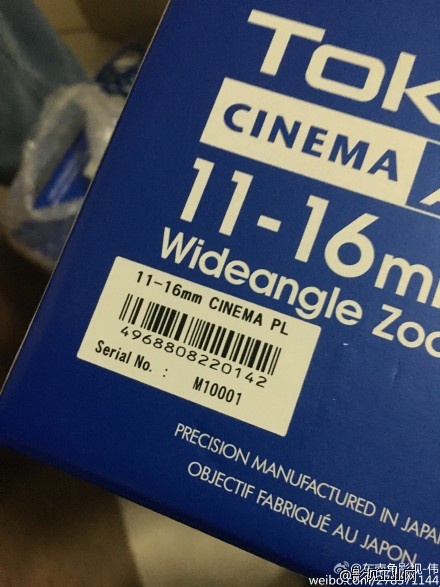 TOK
CINEMA
11-16m
Wideangle Zoo
11-16mm CINEMA PL
4968808220142
Serial No. : M10001
PRECISION MANUFACTURED IN JAPA
OBJECTIF FABRIQUÉ AU JAPON.